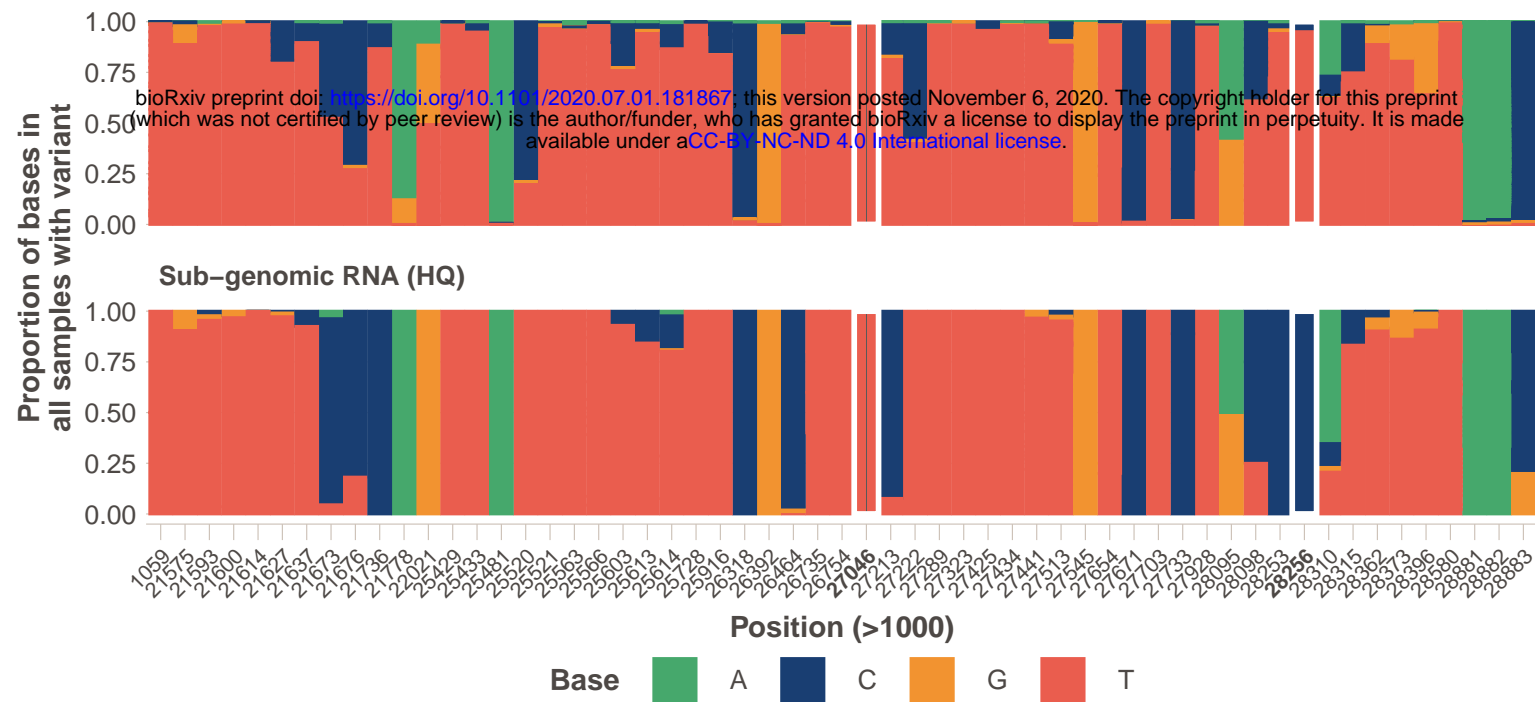 1.00
0.75
0.50
0.25
0.00
bioRxiv preprint doi: https://doi.org/10.1101/2020.07.01.181867; this version posted November 6, 2020. The copyright holder for this preprint
(which was not certified by peer review) is the author/funder, who has granted bioRxiv a license to display the preprint in perpetuity. It is made
available under aCC-BY-NC-ND 4.0 International license.
Proportion of bases in
all samples with variant
Sub−genomic RNA (HQ)
1.00
0.75
0.50
0.25
0.00
1059 21575 21593 21600 21614 21627 21637 21673 21676 21736 21778 22021 25429 25433 25481 25520 25521 25563 25566 25603 25613 25614 25728 25916 26318 26392 26464 26735 26754 27046 27213 27222 27289 27323 27425 27434 27441 27513 27545 27654 27671 27703 27733 27928 28095 28098 28253 28256 28310 28315 28362 28373 28396 28580 28881 28882 28883
Position (>1000)
Base A C G T